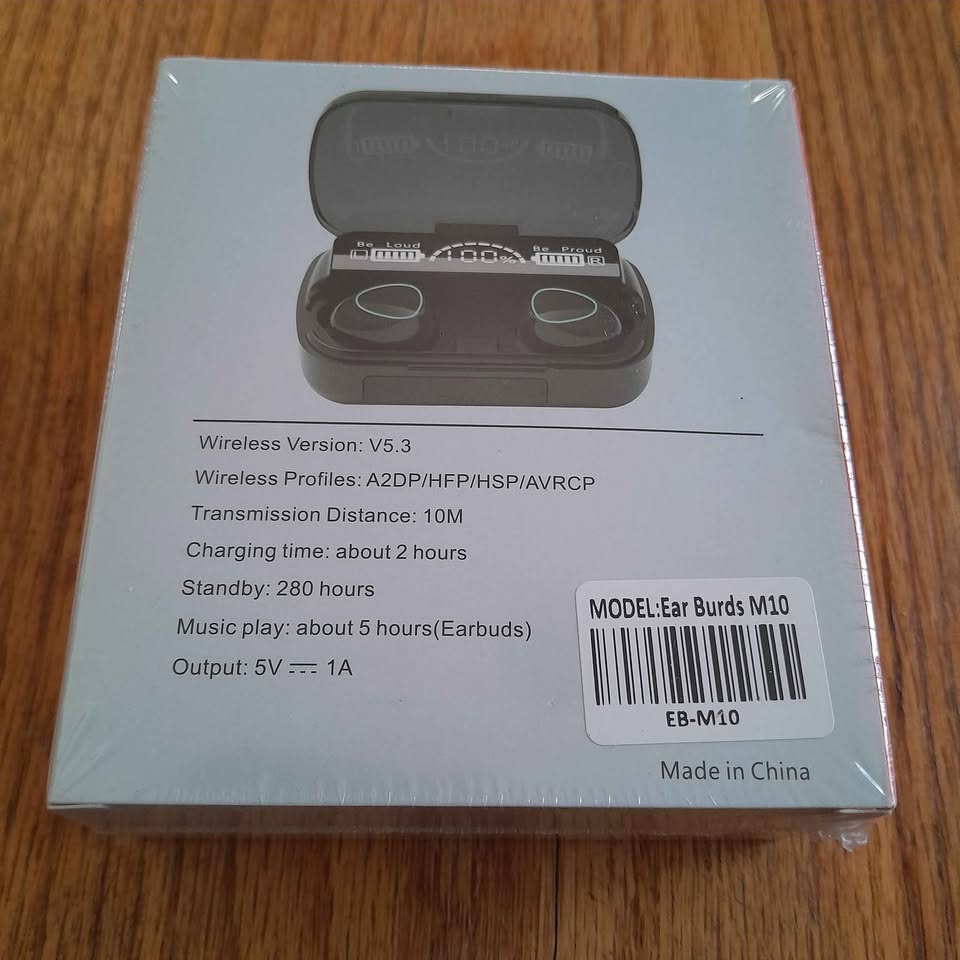 Be Loud
Be Proud
L
100%
R
Wireless Version: V5.3
Wireless Profiles: A2DP/HFP/HSP/AVRCP
Transmission Distance: 10M
Charging time: about 2 hours
Standby: 280 hours
Music play: about 5 hours(Earbuds)
Output: 5V ⎓ 1A
MODEL:Ear Burds M10
EB-M10
Made in China